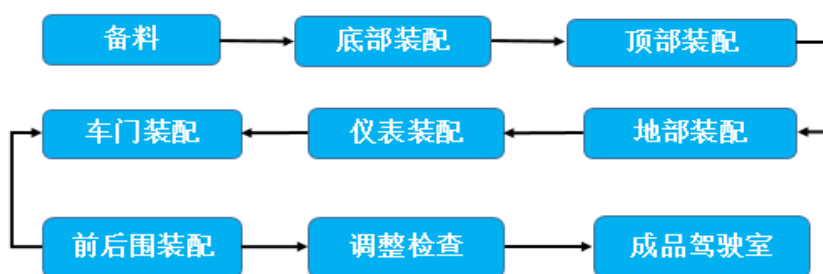 备料
底部装配
顶部装配
车门装配
仪表装配
地部装配
前后围装配
调整检查
成品驾驶室